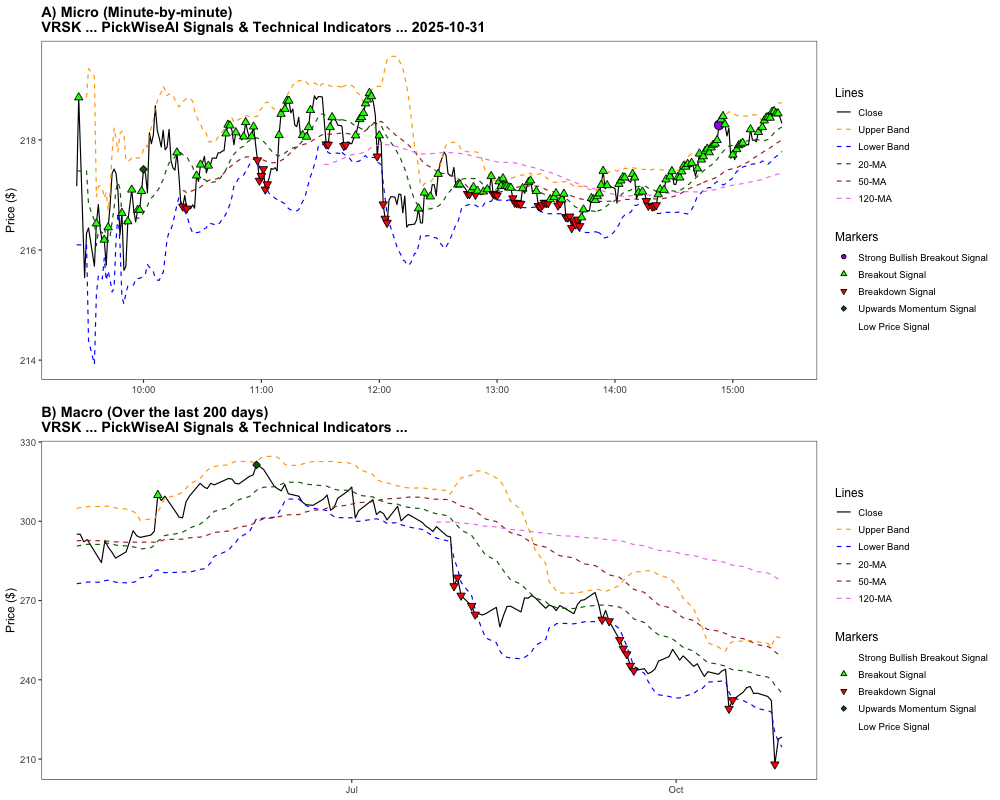 A) Micro (Minute-by-minute)
VRSK ... PickWiseAI Signals & Technical Indicators ... 2025-10-31
Price ($)
218
216
214
10:00
11:00
12:00
13:00
14:00
15:00
Lines
Close
Upper Band
Lower Band
20-MA
50-MA
120-MA
Markers
Strong Bullish Breakout Signal
Breakout Signal
Breakdown Signal
Upwards Momentum Signal
Low Price Signal
B) Macro (Over the last 200 days)
VRSK ... PickWiseAI Signals & Technical Indicators ...
Price ($)
330
300
270
240
210
Jul
Oct
Lines
Close
Upper Band
Lower Band
20-MA
50-MA
120-MA
Markers
Strong Bullish Breakout Signal
Breakout Signal
Breakdown Signal
Upwards Momentum Signal
Low Price Signal